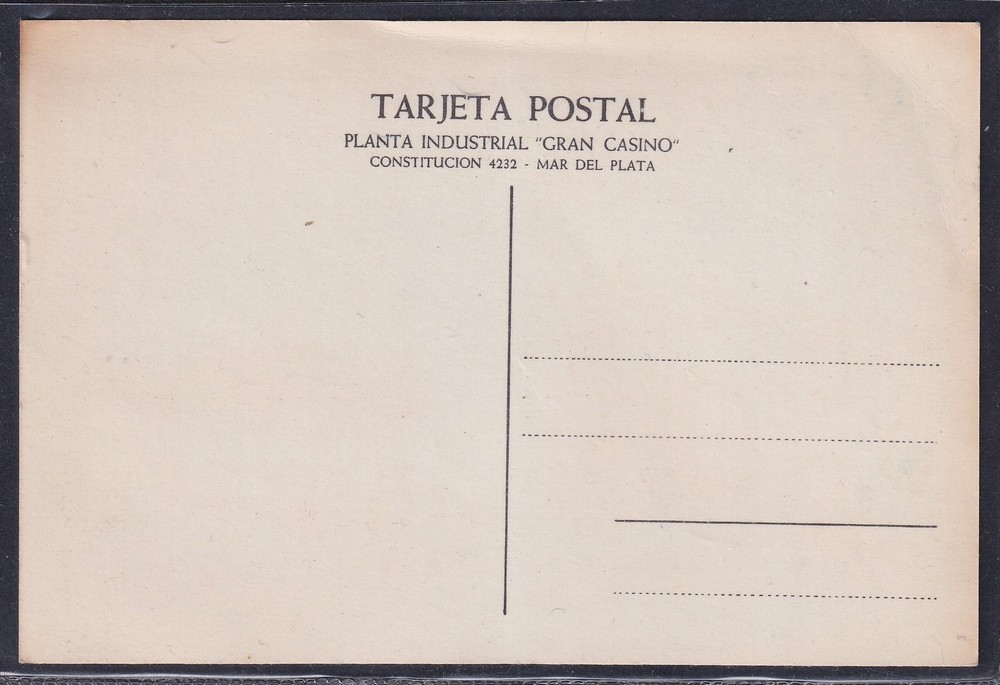 TARJETA POSTAL
PLANTA INDUSTRIAL "GRAN CASINO"
CONSTITUCION 4232 - MAR DEL PLATA